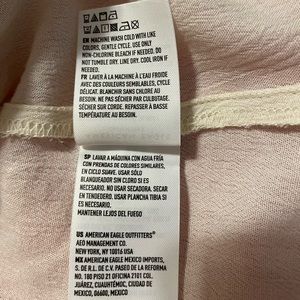 EN MACHINE WASH COLD WITH LIKE
COLORS, GENTLE CYCLE. USE ONLY
NON-CHLORINE BLEACH IF NEEDED. DO
NOT TUMBLE DRY. LINE DRY. COOL IRON IF
NEEDED.
FR LAVER À LA MACHINE À L'EAU FROIDE
AVEC DES COULEURS SEMBLABLES, CYCLE
DÉLICAT. BLANCHIR SANS CHLORE AU
BESOIN. NE PAS SÉCHER PAR CULBUTAGE.
SÉCHER SUR CORDE. REPASSER À BASSE
TEMPÉRATURE AU BESOIN.
SP LAVAR A MÁQUINA CON AGUA FRÍA
CON PRENDAS DE COLORES SIMILARES,
EN CICLO SUAVE. USAR SÓLO
BLANQUEADOR SIN CLORO SI ES
NECESARIO. NO USAR SECADORA. SECAR
EN TENDEDERO. USAR PLANCHA TIBIA SI
ES NECESARIO.
MANTENER LEJOS DEL FUEGO
US AMERICAN EAGLE OUTFITTERS®
AEO MANAGEMENT CO.
NEW YORK, NY 10016 USA
MX AMERICAN EAGLE MEXICO IMPORTS,
S. DE R.L. DE C.V. PASEO DE LA REFORMA
NO. 180 PISO 21 OFICINA 2101 COL.
JUÁREZ, CUAUHTÉMOC, CIUDAD DE
MÉXICO, 06600, MEXICO